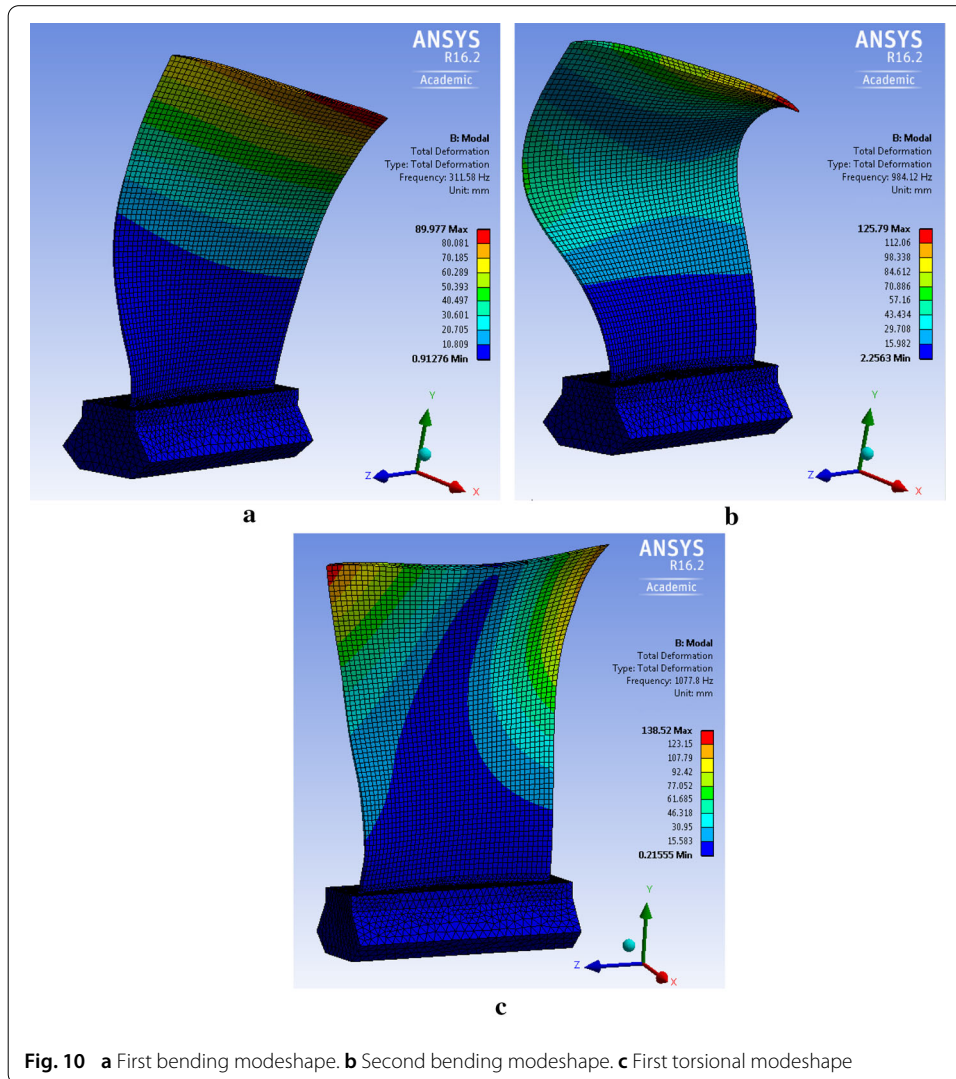 ANSYS
R16.2
Academic
B: Modal
Total Deformation
Type: Total Deformation
Frequency: 311.58 Hz
Unit: mm
89.977 Max
80.081
70.185
60.289
50.393
40.497
30.601
20.705
10.809
0.91276 Min
Y
Z
X
a
ANSYS
R16.2
Academic
B: Modal
Total Deformation
Type: Total Deformation
Frequency: 984.12 Hz
Unit: mm
125.79 Max
112.06
98.338
84.612
70.886
57.16
43.434
29.708
15.982
2.2563 Min
Y
Z
X
b
ANSYS
R16.2
Academic
B: Modal
Total Deformation
Type: Total Deformation
Frequency: 1077.8 Hz
Unit: mm
138.52 Max
123.15
107.79
92.42
77.052
61.685
46.318
30.95
15.583
0.21555 Min
Y
Z
X
c
Fig. 10 a First bending modeshape. b Second bending modeshape. c First torsional modeshape